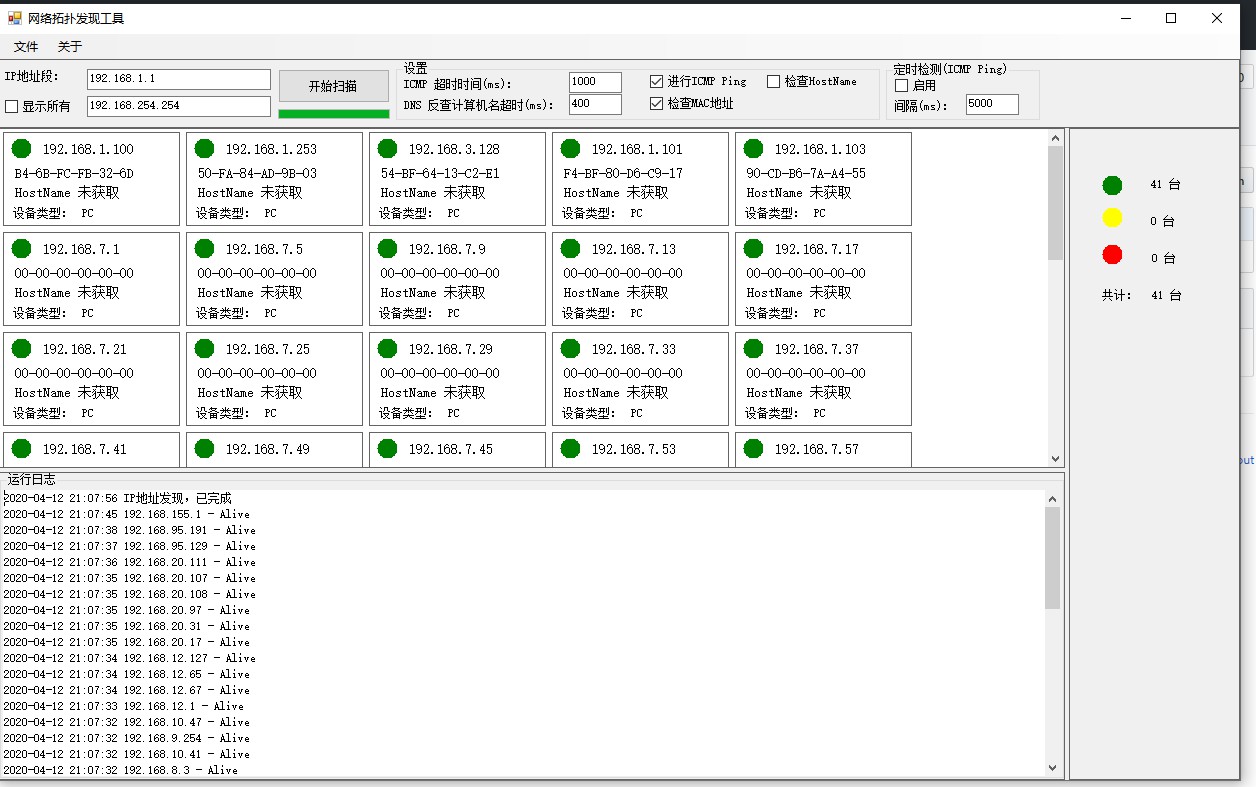 网络拓扑发现工具
文件 关于
IP地址段: 192.168.1.1
显示所有 192.168.254.254
开始扫描
设置
ICMP 超时时间(ms): 1000
DNS 反查计算机名超时(ms): 400
进行ICMP Ping 检查HostName
检查MAC地址
定时检测(ICMP Ping)
启用
间隔(ms): 5000
192.168.1.100 192.168.1.253 192.168.3.128 192.168.1.101 192.168.1.103
B4-6B-FC-FB-32-6D 50-FA-84-AD-9B-03 54-BF-64-13-C2-E1 F4-BF-80-D6-C9-17 90-CD-B6-7A-A4-55
HostName 未获取 HostName 未获取 HostName 未获取 HostName 未获取 HostName 未获取
设备类型: PC 设备类型: PC 设备类型: PC 设备类型: PC 设备类型: PC
192.168.7.1 192.168.7.5 192.168.7.9 192.168.7.13 192.168.7.17
00-00-00-00-00-00 00-00-00-00-00-00 00-00-00-00-00-00 00-00-00-00-00-00 00-00-00-00-00-00
HostName 未获取 HostName 未获取 HostName 未获取 HostName 未获取 HostName 未获取
设备类型: PC 设备类型: PC 设备类型: PC 设备类型: PC 设备类型: PC
192.168.7.21 192.168.7.25 192.168.7.29 192.168.7.33 192.168.7.37
00-00-00-00-00-00 00-00-00-00-00-00 00-00-00-00-00-00 00-00-00-00-00-00 00-00-00-00-00-00
HostName 未获取 HostName 未获取 HostName 未获取 HostName 未获取 HostName 未获取
设备类型: PC 设备类型: PC 设备类型: PC 设备类型: PC 设备类型: PC
192.168.7.41 192.168.7.49 192.168.7.45 192.168.7.53 192.168.7.57
41 台
0 台
0 台
共计: 41 台
运行日志
2020-04-12 21:07:56 IP地址发现，已完成
2020-04-12 21:07:45 192.168.155.1 - Alive
2020-04-12 21:07:38 192.168.95.191 - Alive
2020-04-12 21:07:37 192.168.95.129 - Alive
2020-04-12 21:07:36 192.168.20.111 - Alive
2020-04-12 21:07:35 192.168.20.107 - Alive
2020-04-12 21:07:35 192.168.20.108 - Alive
2020-04-12 21:07:35 192.168.20.97 - Alive
2020-04-12 21:07:35 192.168.20.31 - Alive
2020-04-12 21:07:35 192.168.20.17 - Alive
2020-04-12 21:07:34 192.168.12.127 - Alive
2020-04-12 21:07:34 192.168.12.65 - Alive
2020-04-12 21:07:34 192.168.12.67 - Alive
2020-04-12 21:07:33 192.168.12.1 - Alive
2020-04-12 21:07:32 192.168.10.47 - Alive
2020-04-12 21:07:32 192.168.9.254 - Alive
2020-04-12 21:07:32 192.168.10.41 - Alive
2020-04-12 21:07:32 192.168.8.3 - Alive